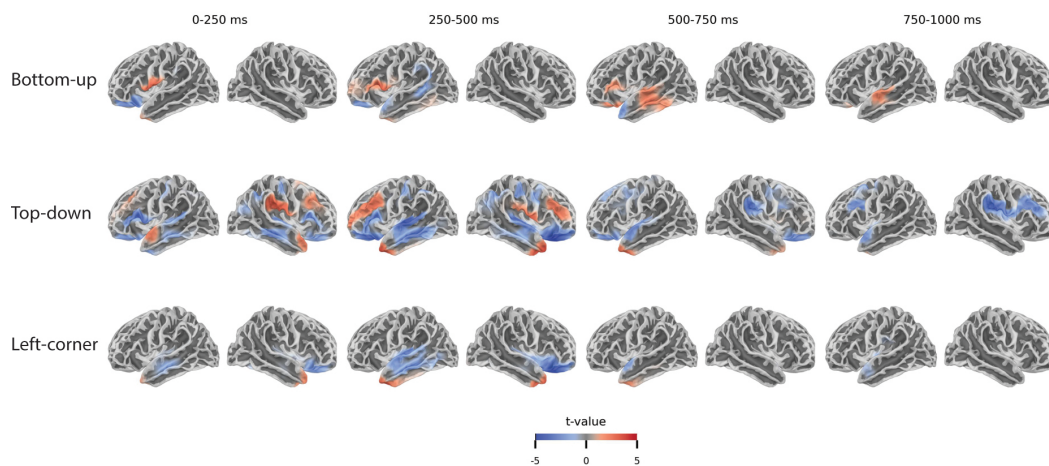 0-250 ms
250-500 ms
500-750 ms
750-1000 ms
Bottom-up
Top-down
Left-corner
t-value
-5
0
5